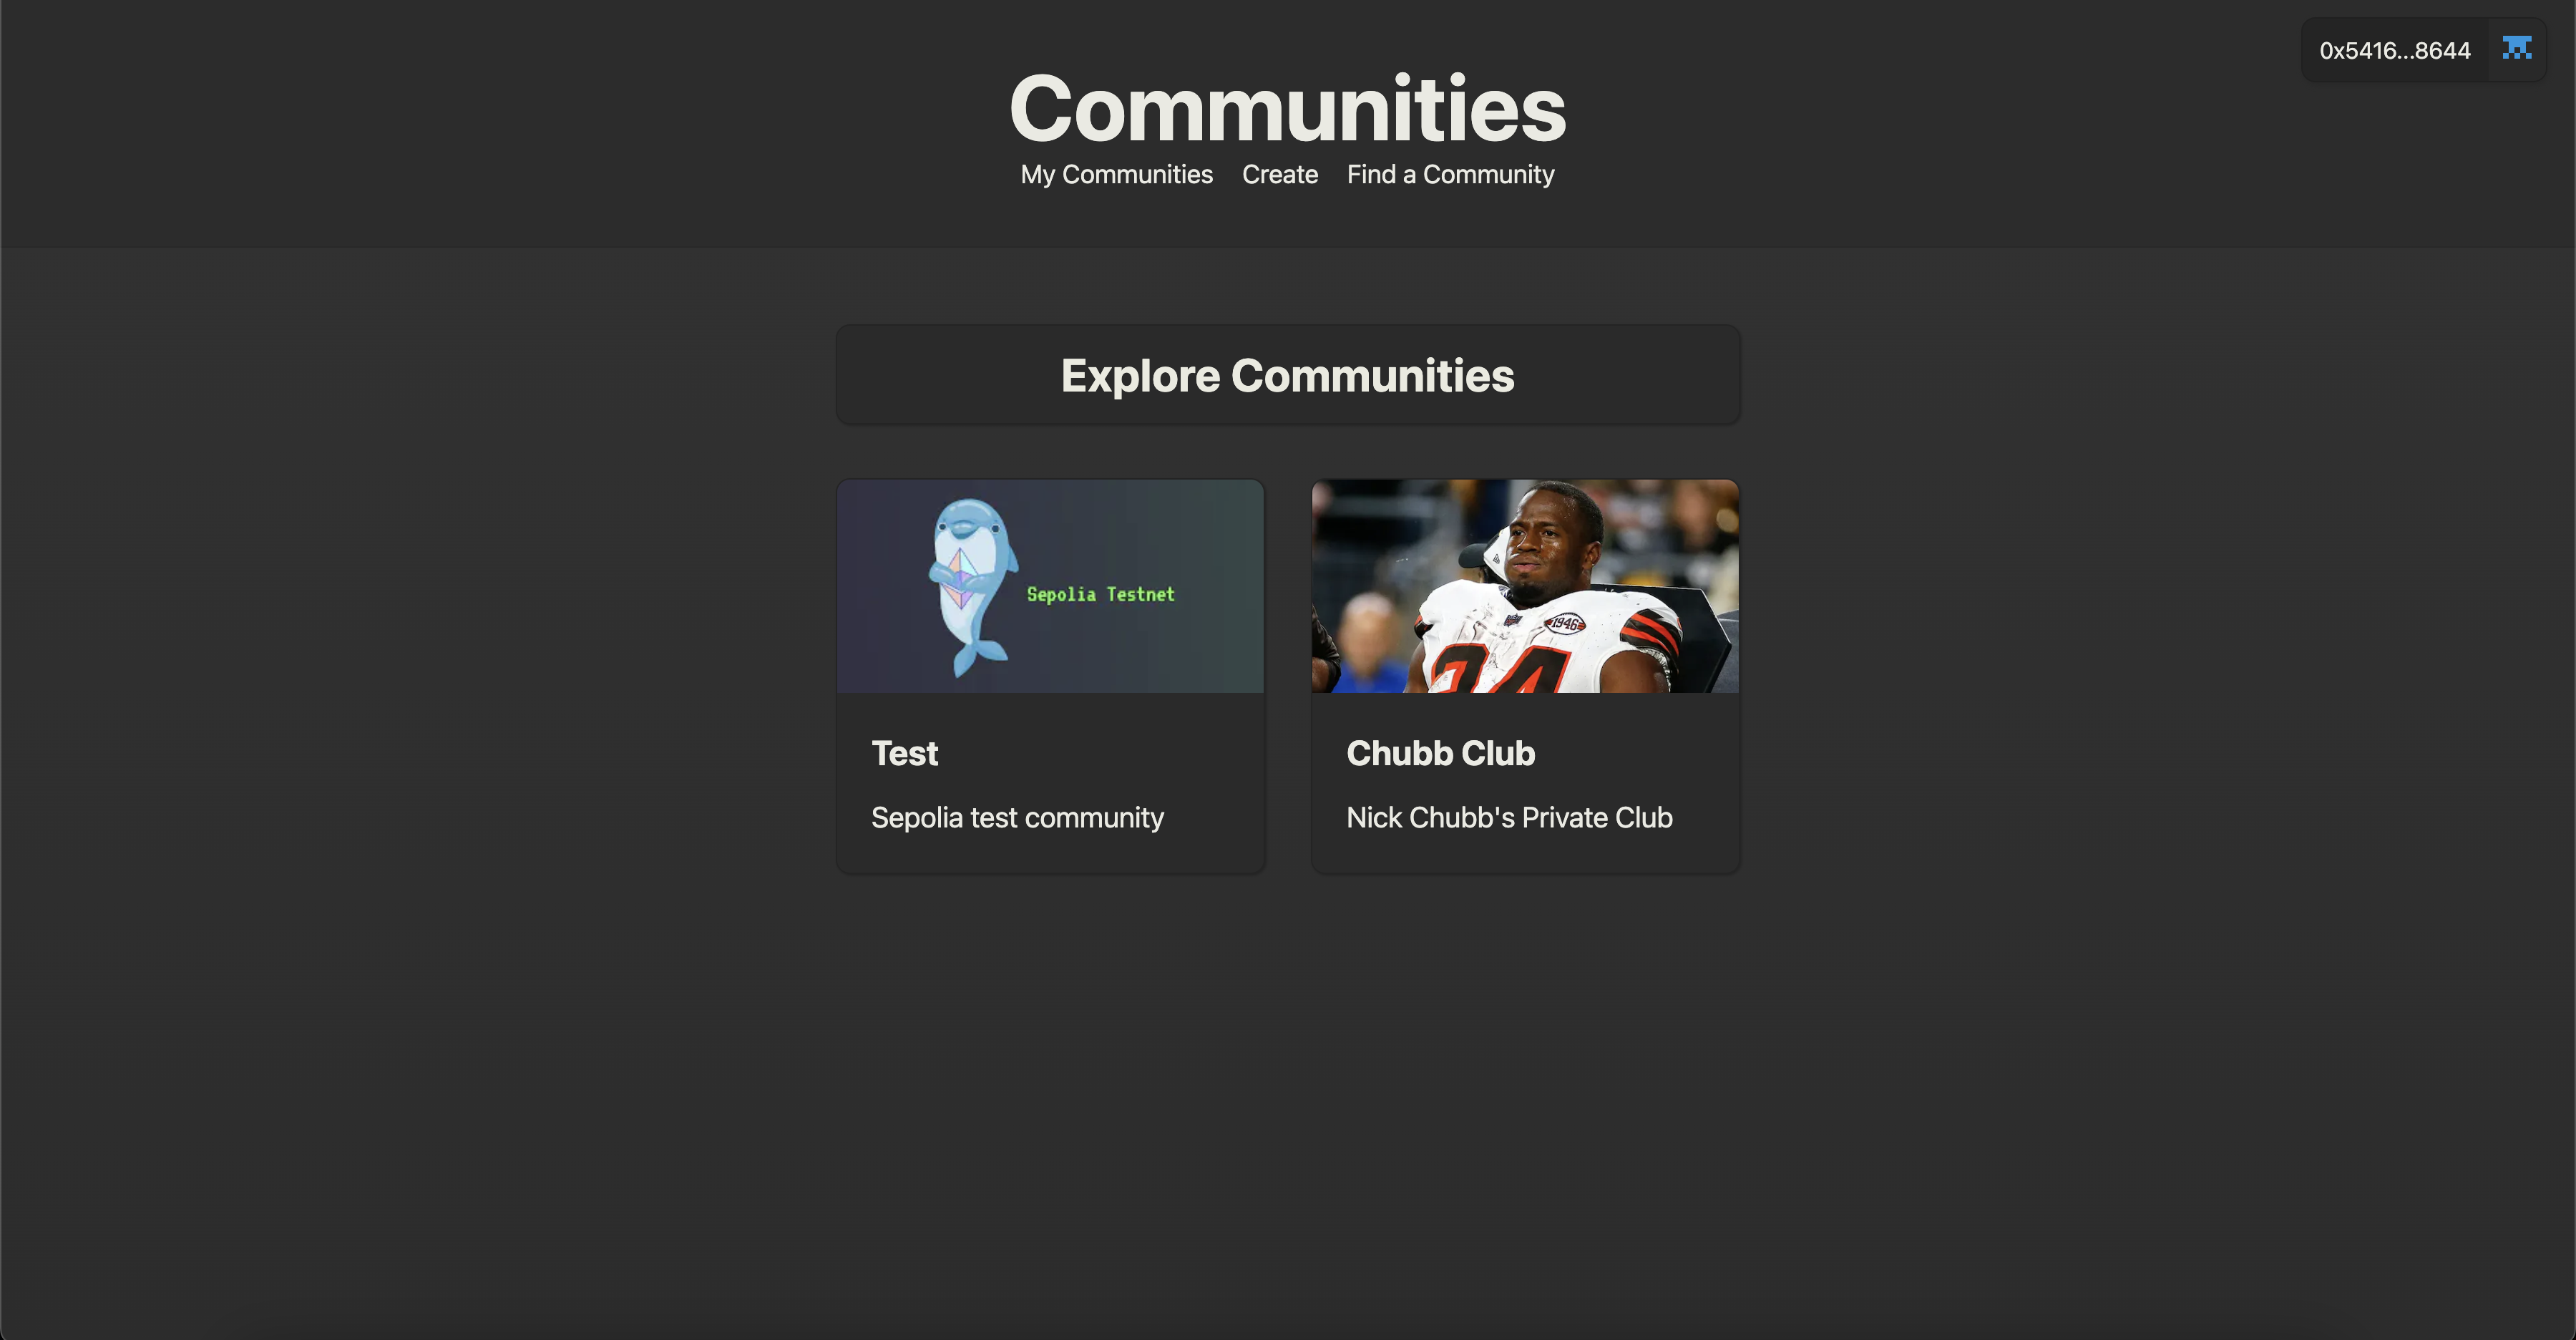 0x5416...8644
Communities
My Communities Create Find a Community
Explore Communities
Sepolia Testnet
1946
24
Test
Chubb Club
Sepolia test community
Nick Chubb's Private Club